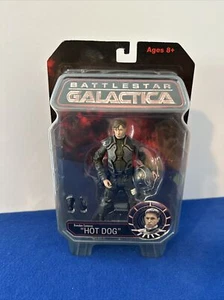 Ages 8+
BATTLESTAR
GALACTICA
"HOT DOG"